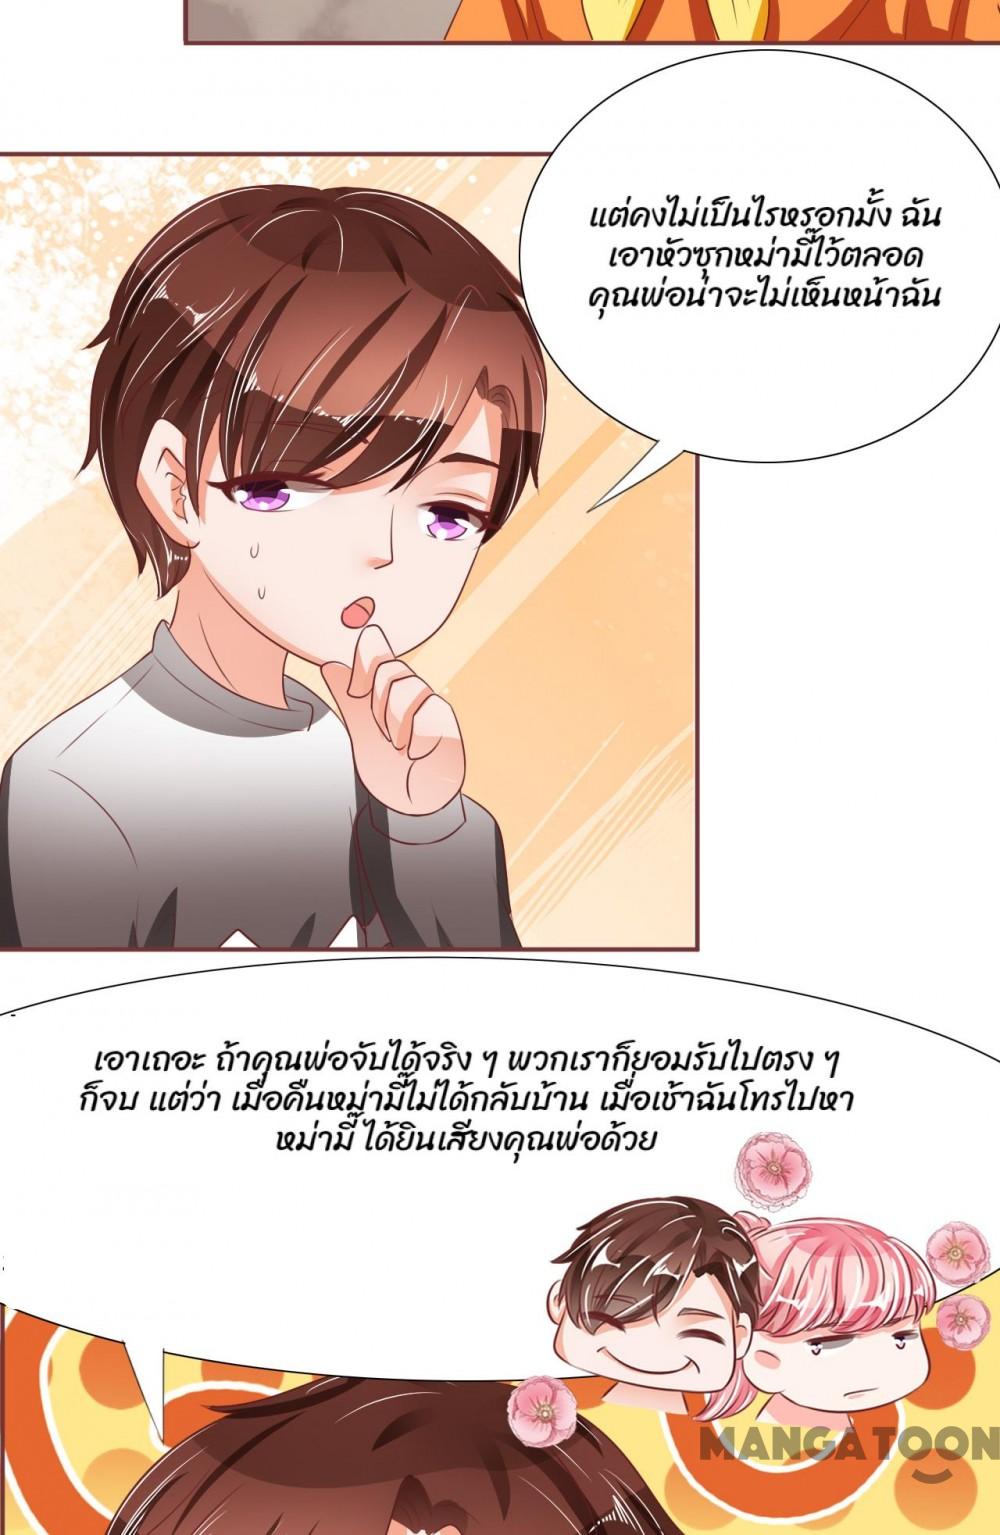 แต่คงไม่เป็นไรหรอกมั้ง ฉัน
เอาหัวซุกหม่ามี๊ไว้ตลอด
คุณพ่อน่าจะไม่เห็นหน้าฉัน
เอาเถอะ ถ้าคุณพ่อจับได้จริง ๆ พวกเราก็ยอมรับไปตรง ๆ
ก็จบ แต่ว่า เมื่อคืนหม่ามี๊ไม่ได้กลับบ้าน เมื่อเช้าฉันโทรไปหา
หม่ามี๊ ได้ยินเสียงคุณพ่อด้วย
MANGATOON